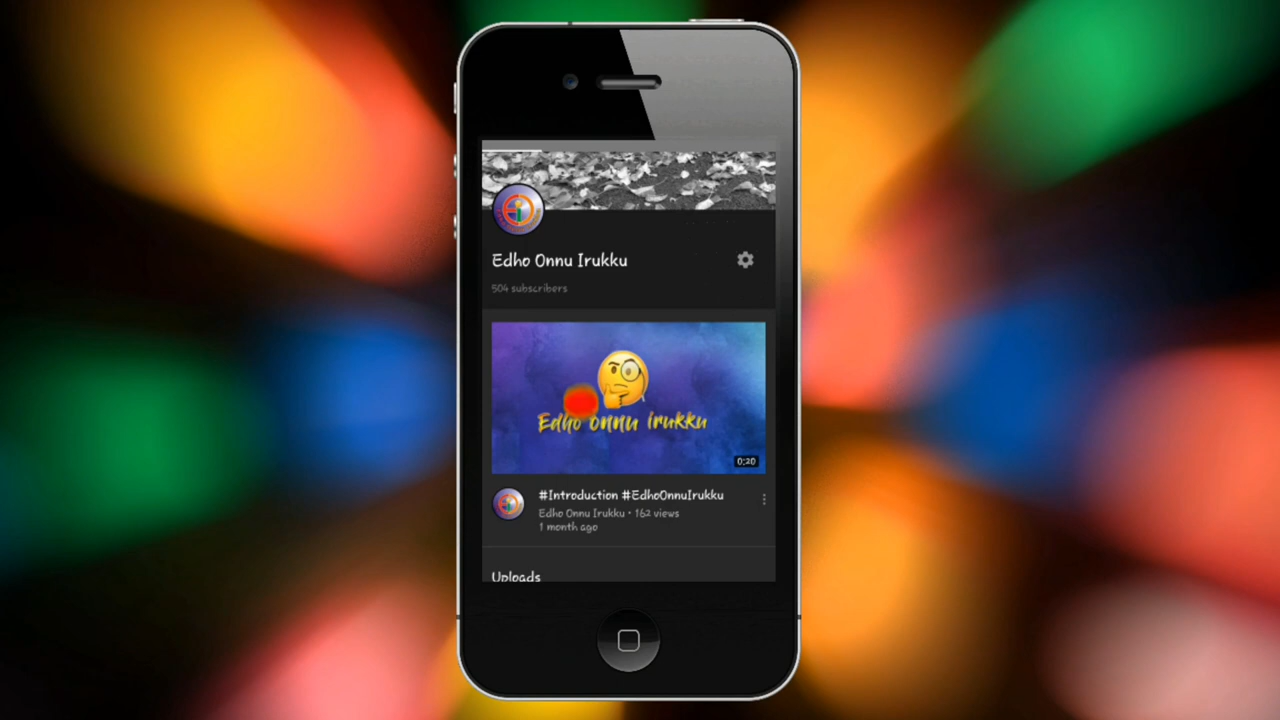 Edho Onnu Irukku
504 subscribers
Edho onnu irukku
0:20
#Introduction #EdhoOnnuIrukku
Edho Onnu Irukku • 162 views
1 month ago
Uploads